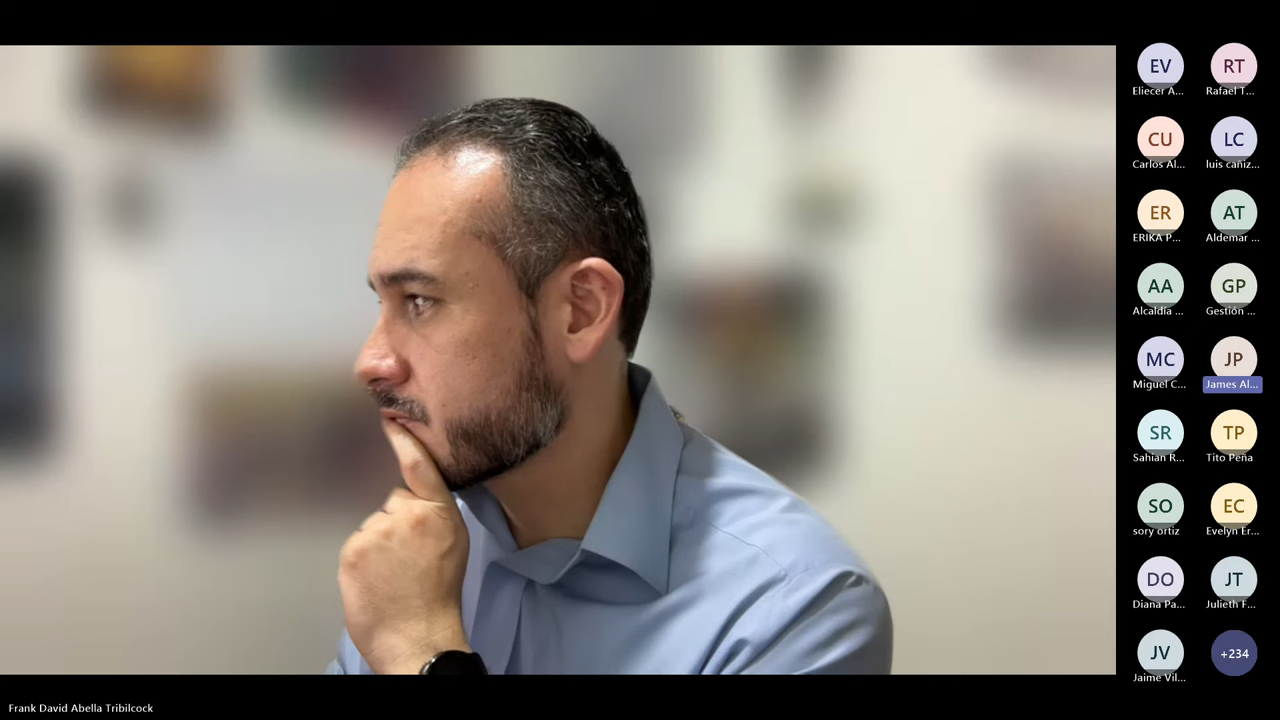 EV
Eliecer A...
RT
Rafael T...
CU
Carlos Al...
LC
luis cañiz...
ER
ERIKA P...
AT
Aldemar ...
AA
Alcaldía ...
GP
Gestión ...
MC
Miguel C...
JP
James Al...
SR
Sahian R...
TP
Tito Peña
SO
sory ortiz
EC
Evelyn Er...
DO
Diana Pa...
JT
Julieth F...
JV
Jaime Vil...
+234
Frank David Abella Tribilcock